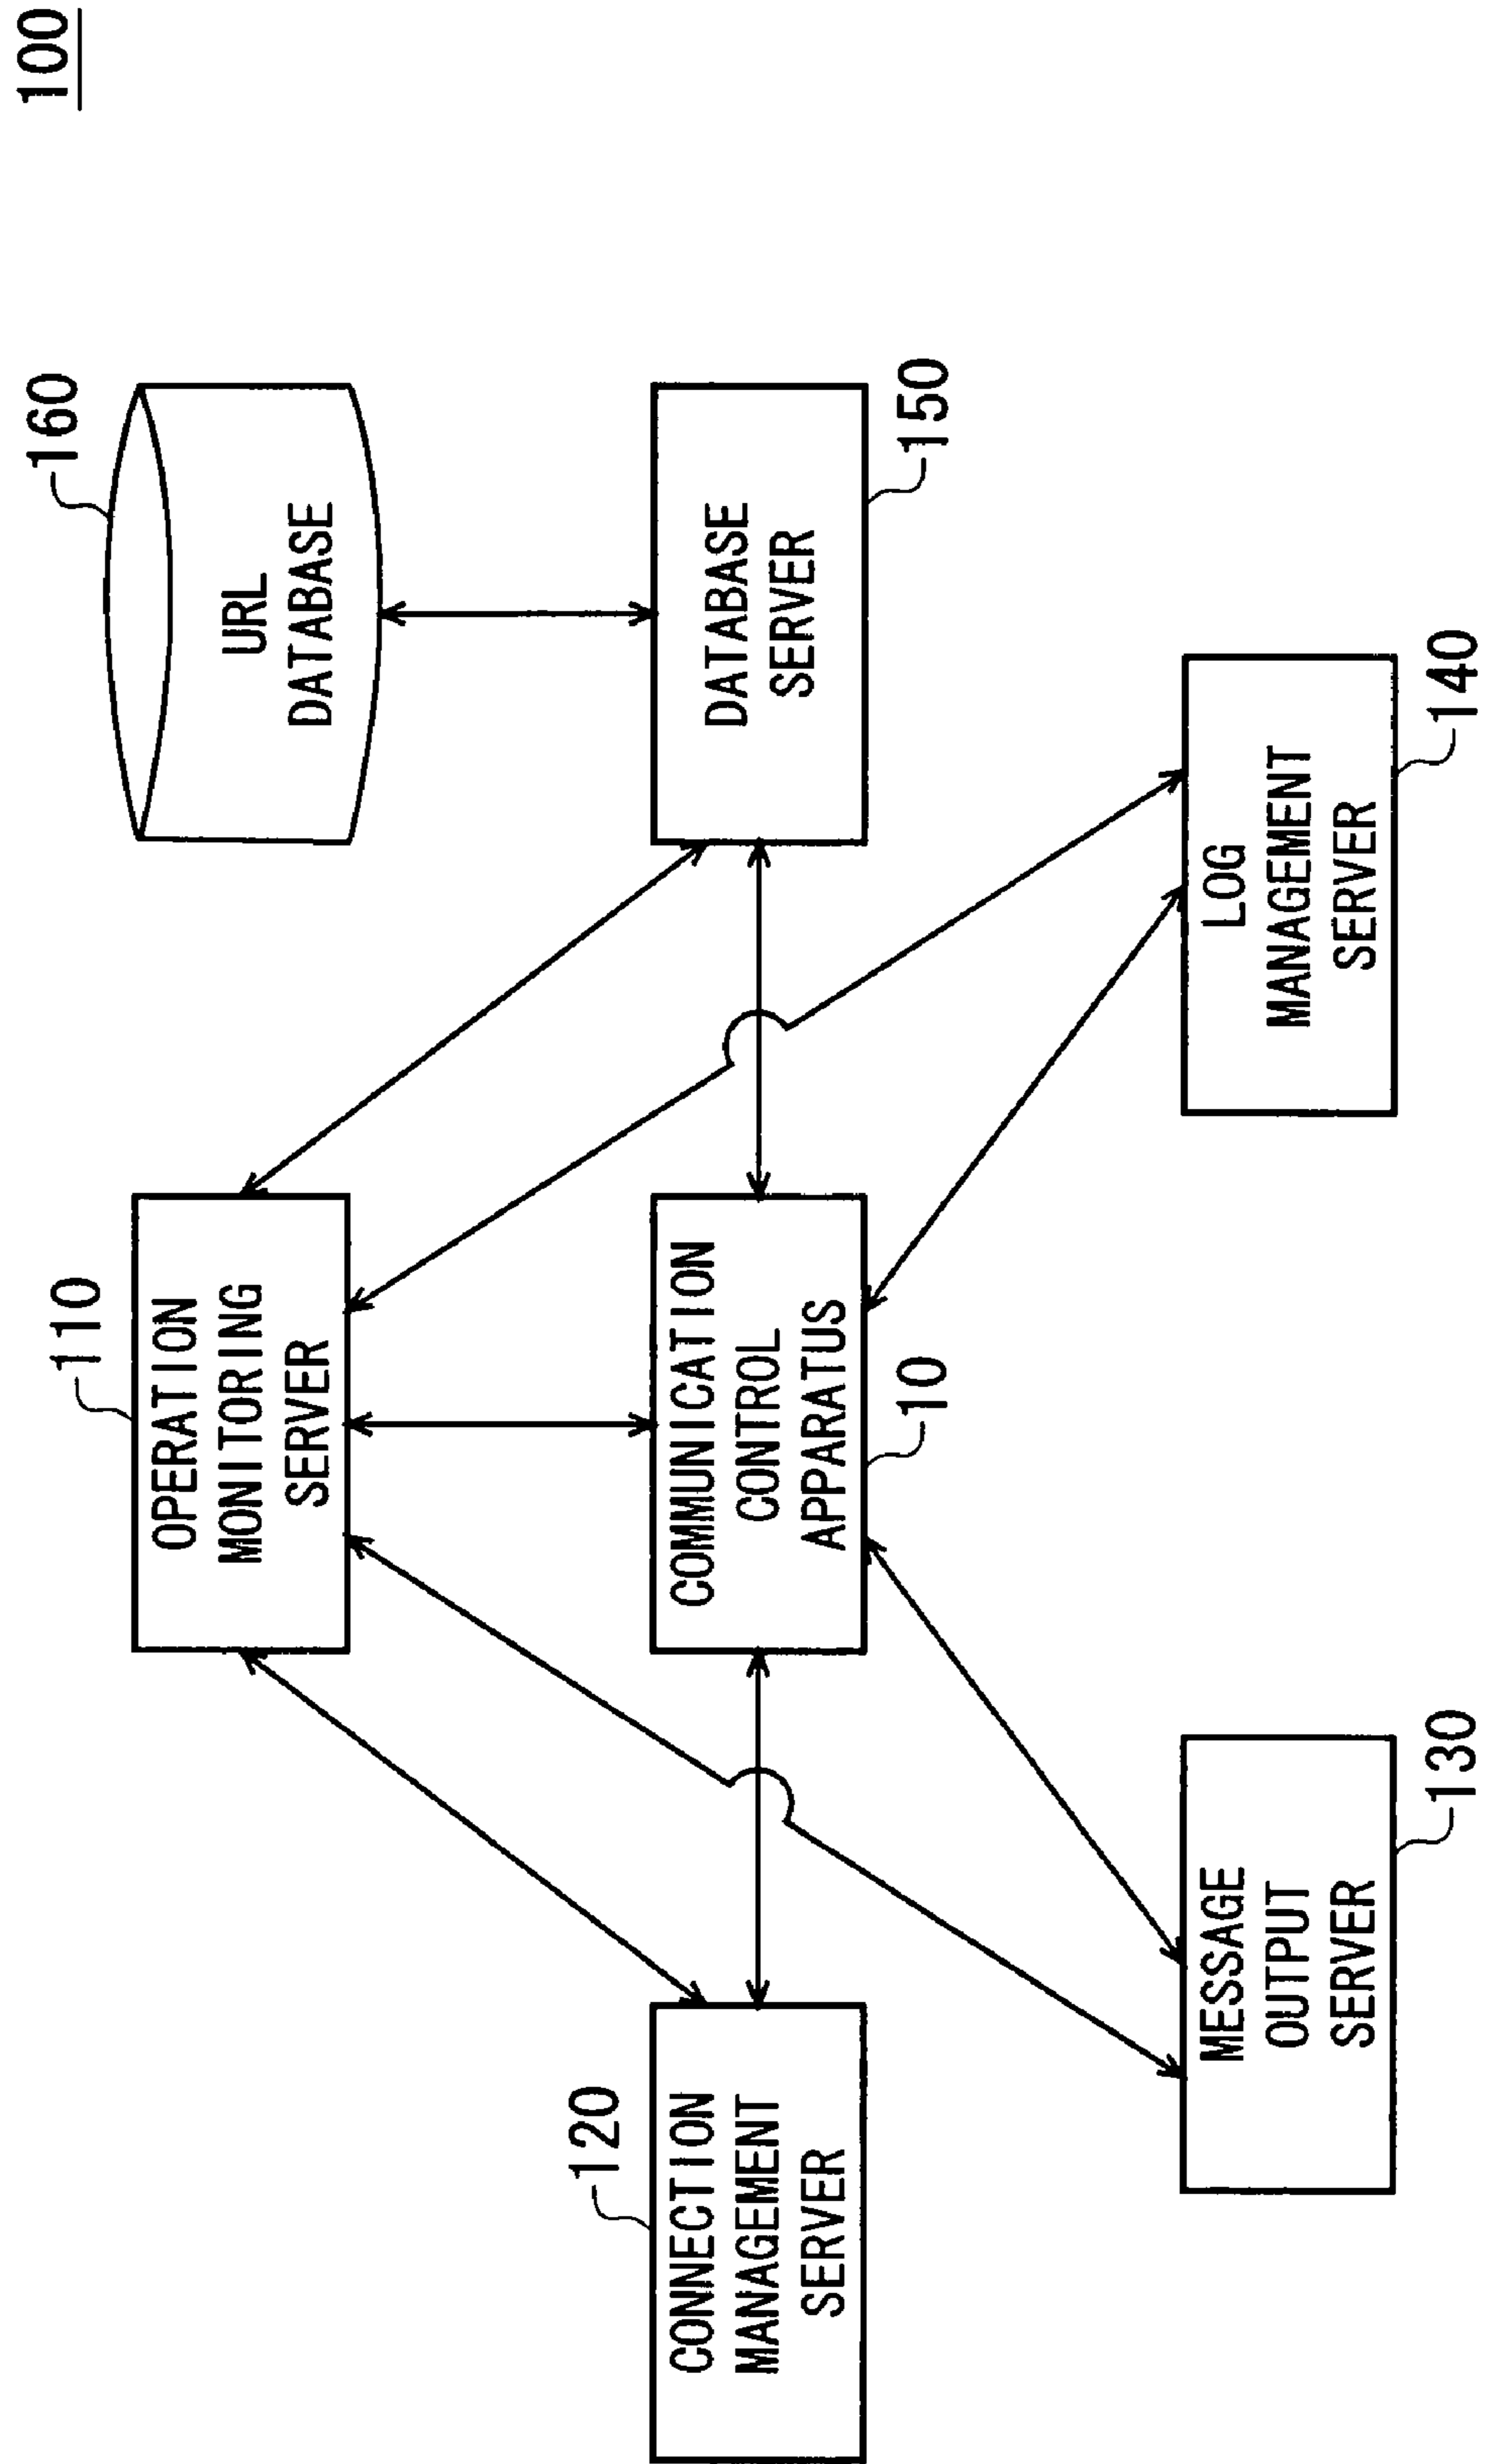 100
110
OPERATION
MONITORING
SERVER
160
URL
DATABASE
120
CONNECTION
MANAGEMENT
SERVER
COMMUNICATION
CONTROL
APPARATUS
10
DATABASE
SERVER
150
MESSAGE
OUTPUT
SERVER
130
LOG
MANAGEMENT
SERVER
140